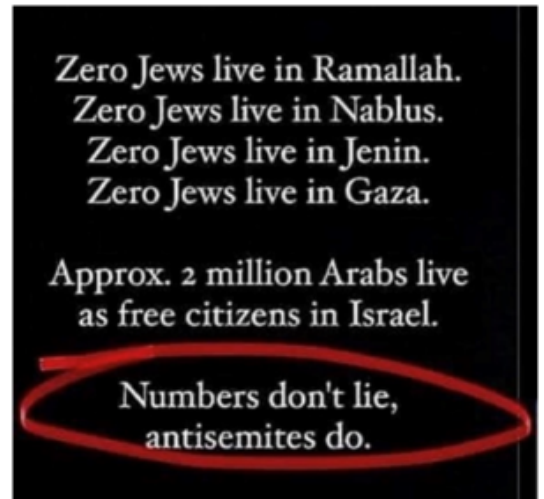 Zero Jews live in Ramallah.
Zero Jews live in Nablus.
Zero Jews live in Jenin.
Zero Jews live in Gaza.
Approx. 2 million Arabs live
as free citizens in Israel.
Numbers don't lie,
antisemites do.